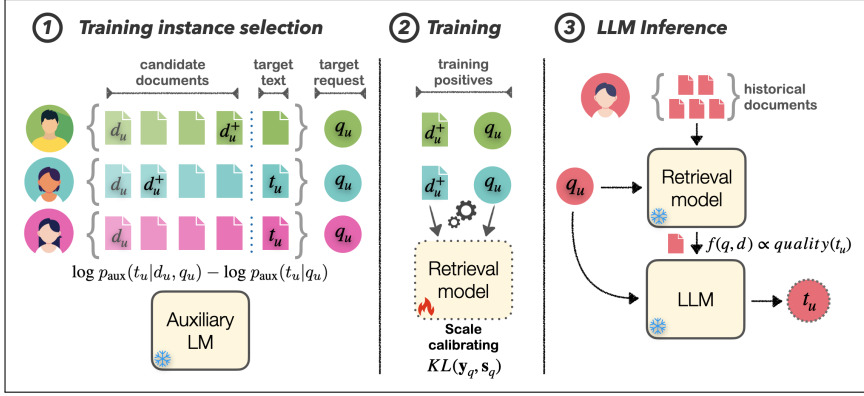 1 Training instance selection
candidate documents
target text
target request
d_u d_u^+ q_u
d_u d_u^+ t_u q_u
d_u t_u q_u
log p_aux(t_u|d_u, q_u) − log p_aux(t_u|q_u)
Auxiliary
LM
2 Training
training
positives
d_u^+ q_u
d_u^+ q_u
Retrieval
model
Scale
calibrating
KL(y_q, s_q)
3 LLM Inference
historical
documents
q_u
Retrieval
model
f(q, d) ∝ quality(t_u)
LLM
t_u